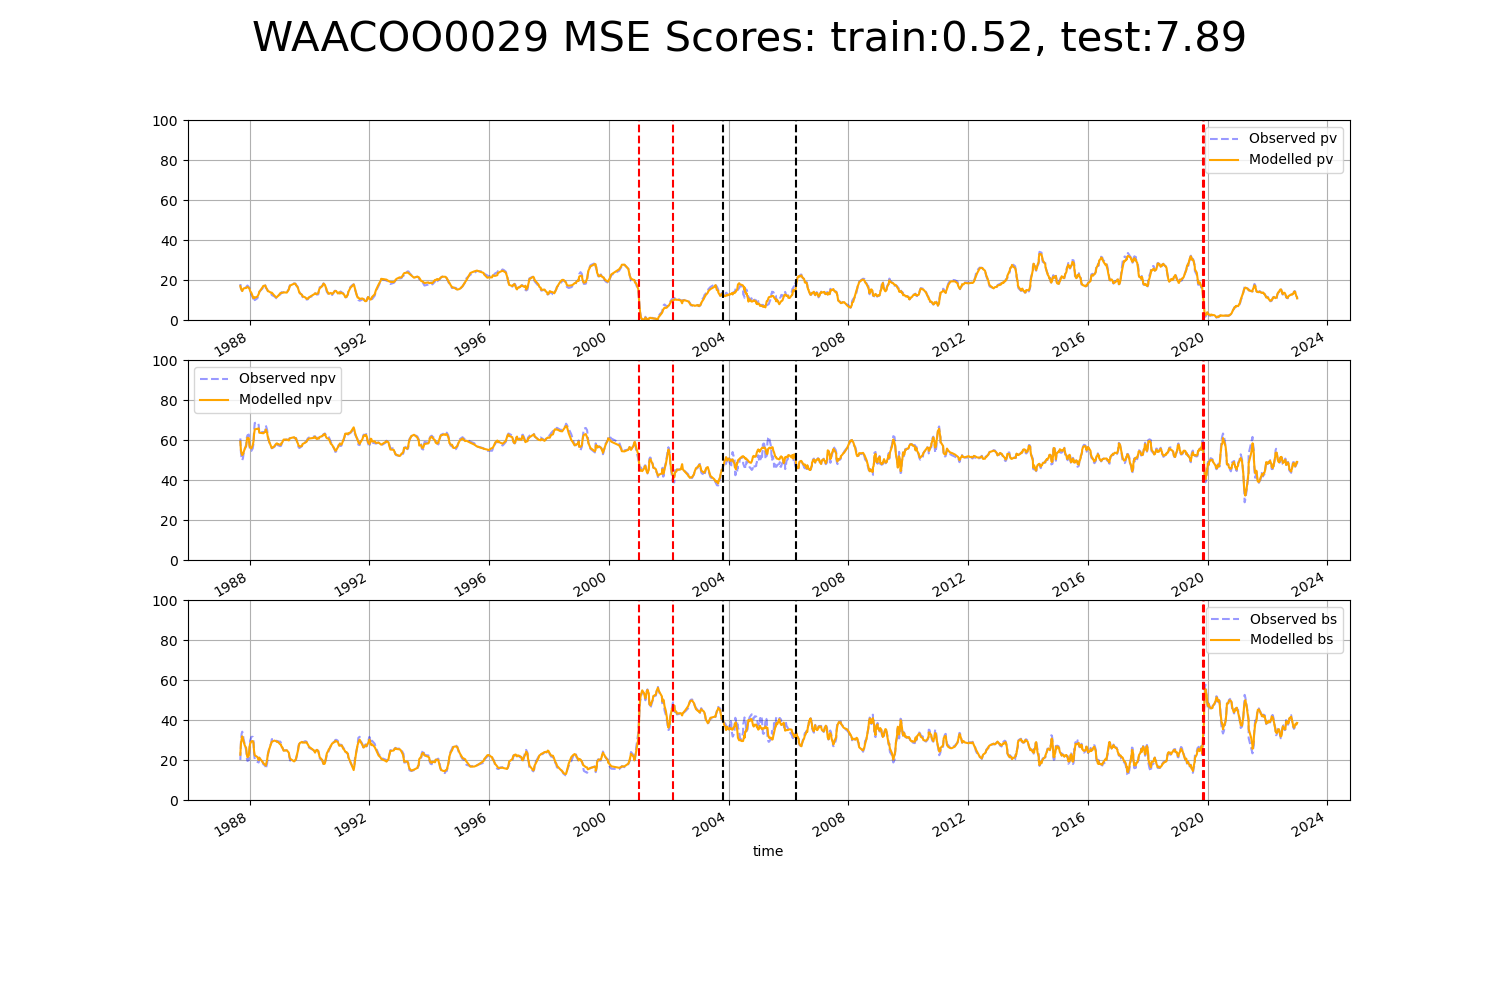 WAACOO0029 MSE Scores: train:0.52, test:7.89
100
80
60
40
20
0
Observed pv
Modelled pv
1988 1992 1996 2000 2004 2008 2012 2016 2020 2024
100
80
60
40
20
0
Observed npv
Modelled npv
1988 1992 1996 2000 2004 2008 2012 2016 2020 2024
100
80
60
40
20
0
Observed bs
Modelled bs
1988 1992 1996 2000 2004 2008 2012 2016 2020 2024
time